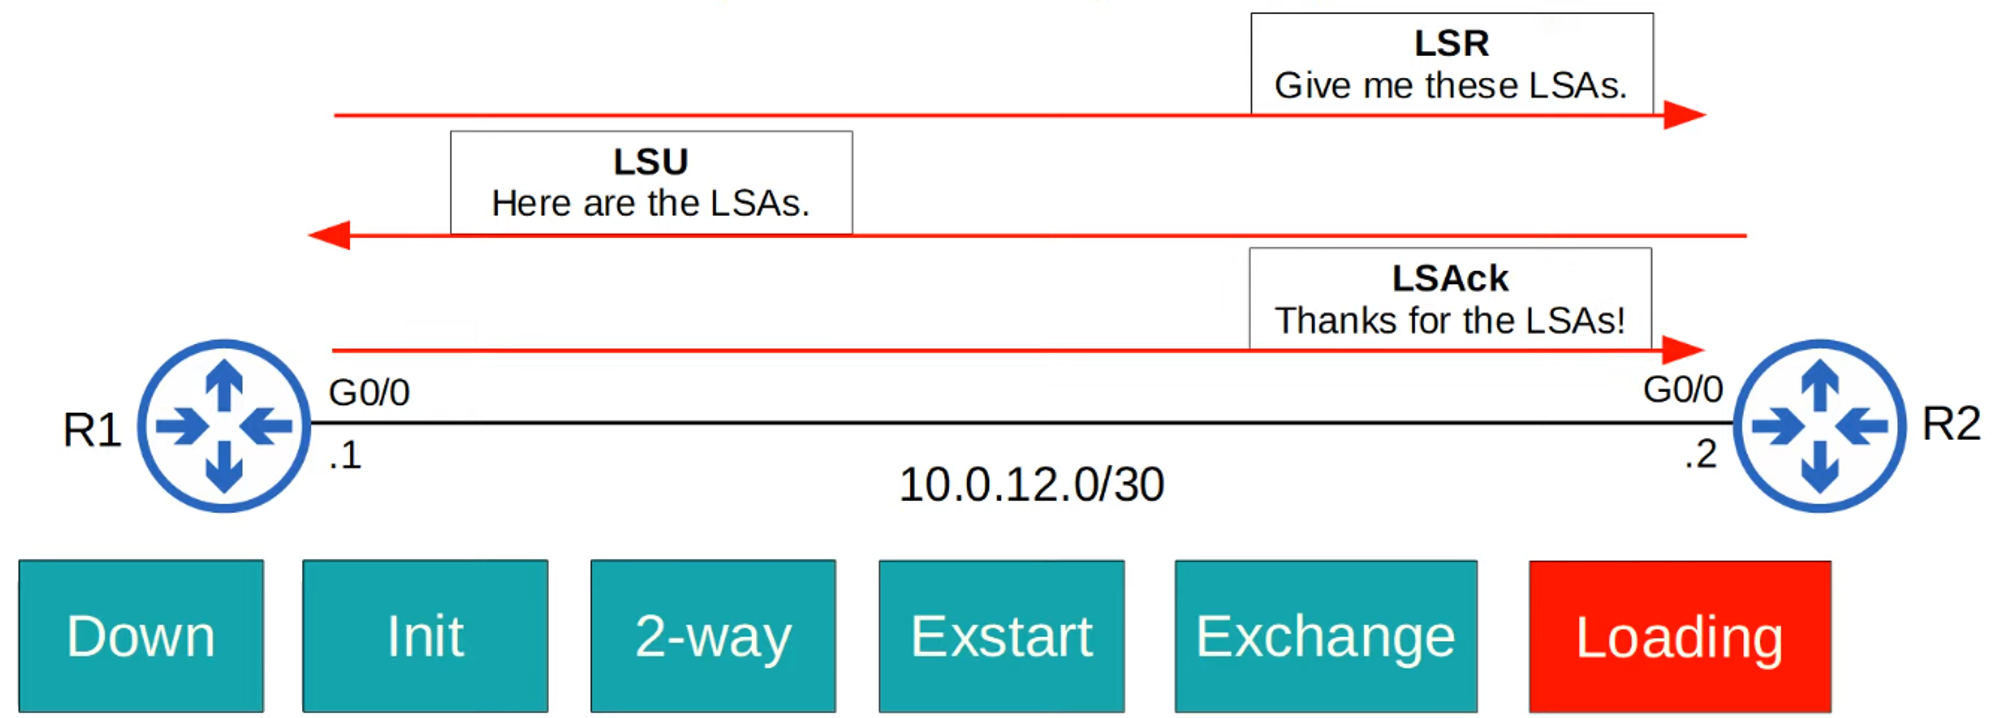 LSR
Give me these LSAs.
LSU
Here are the LSAs.
LSAck
Thanks for the LSAs!
R1
G0/0
.1
10.0.12.0/30
G0/0
.2
R2
Down
Init
2-way
Exstart
Exchange
Loading